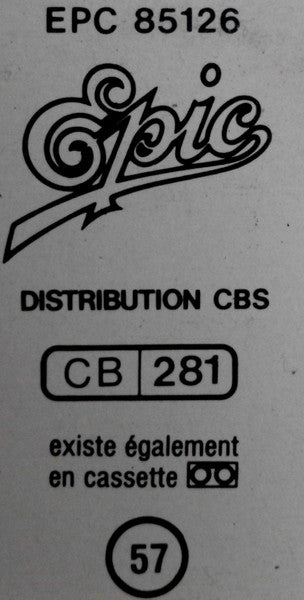 EPC 85126
Epic
DISTRIBUTION CBS
CB 281
existe également
en cassette
57